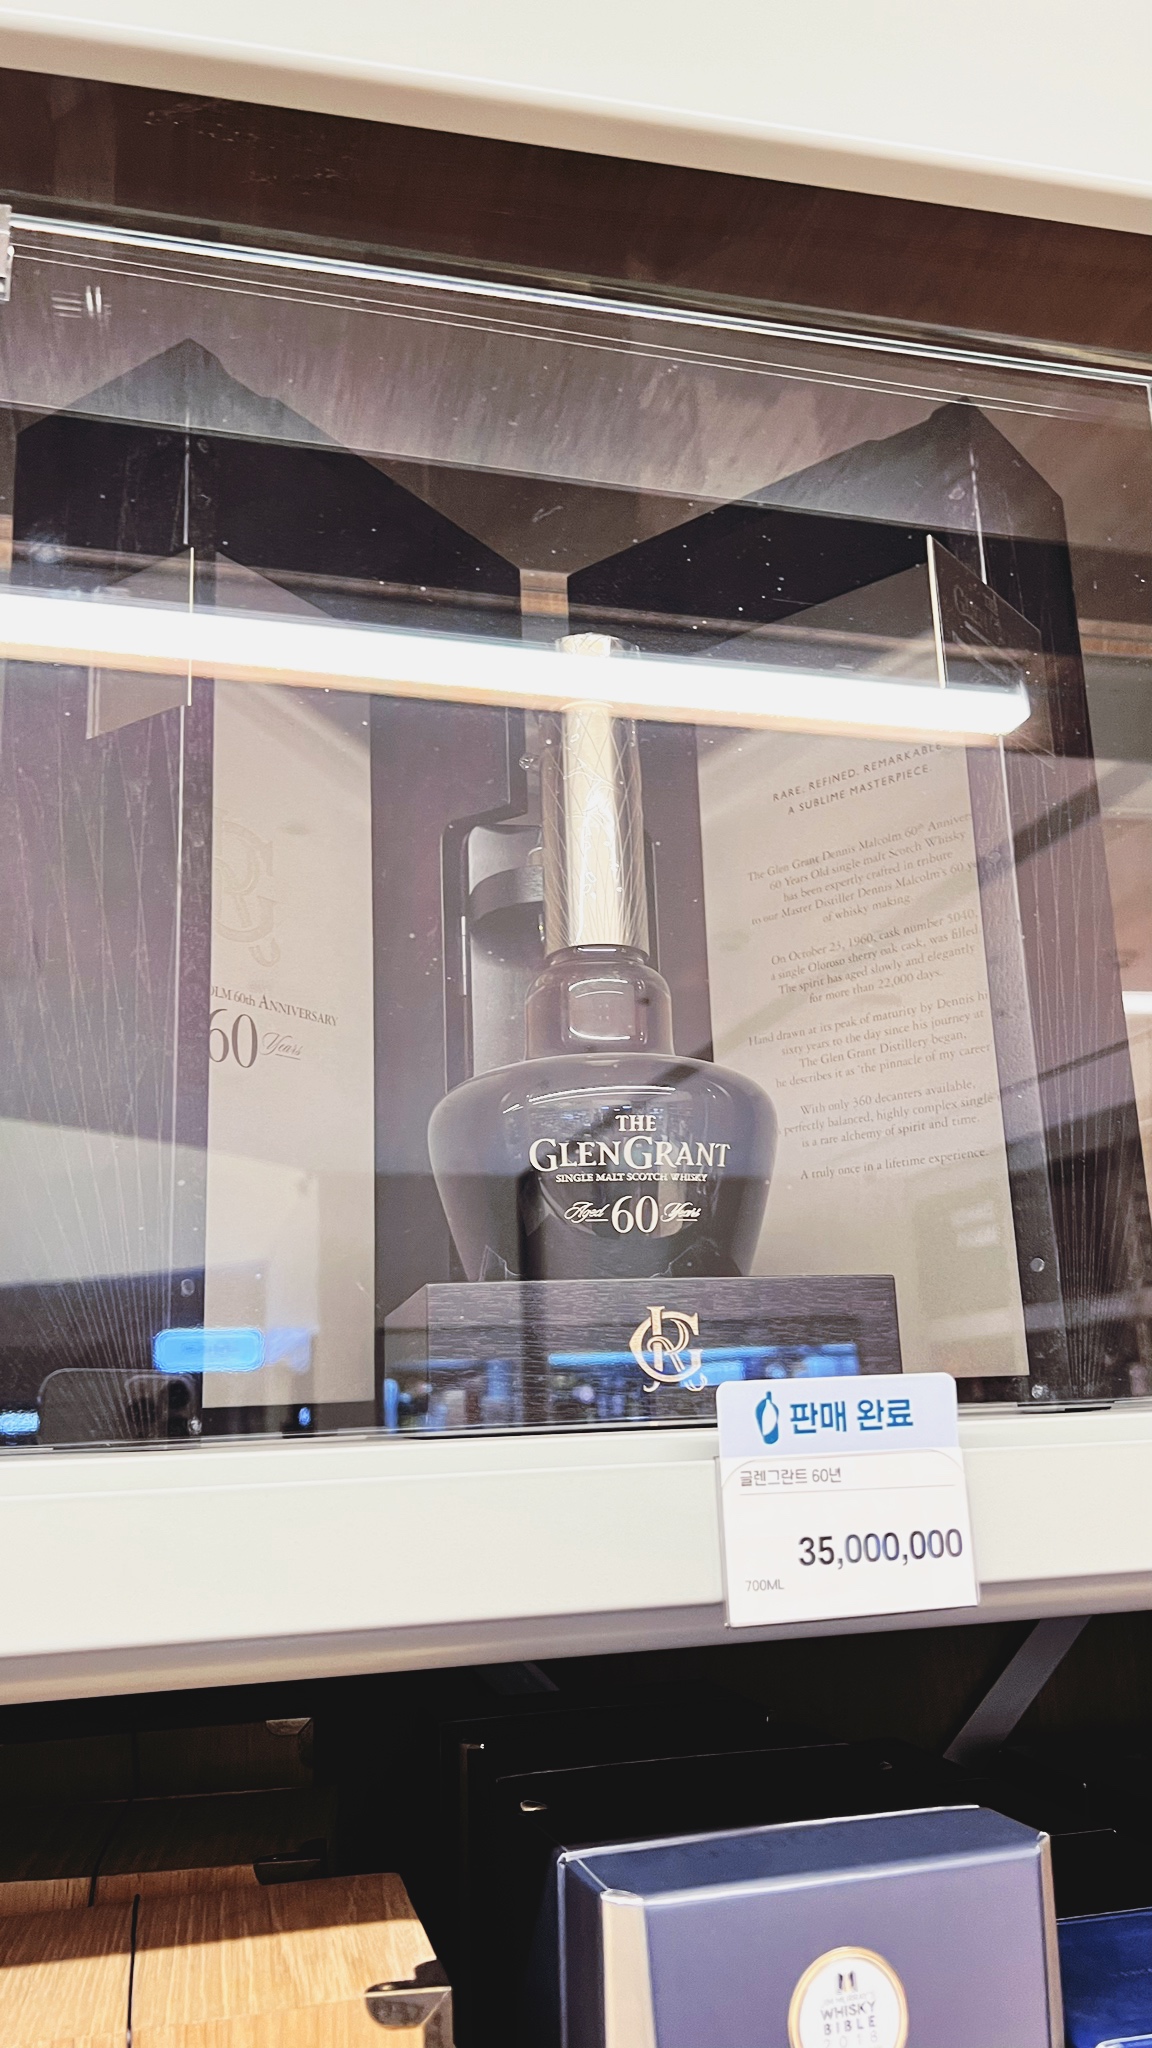 RARE. REFINED. REMARKABLE.
A SUBLIME MASTERPIECE.
The Glen Grant Dennis Malcolm 60th
60 Years Old single malt Scotch Whisky
has been expertly crafted in tribute
to our Master Distiller Dennis Malcolm's 60
of whisky making.
On October 25, 1960, cask number 5040,
a single Oloroso sherry oak cask, was filled.
The spirit has aged slowly and elegantly
for more than 22,000 days.
Hand drawn at its peak of maturity by Dennis
sixty years to the day since his journey at
The Glen Grant Distillery began,
he describes it as 'the pinnacle of my career
With only 360 decanters available,
perfectly balanced, highly complex single
is a rare alchemy of spirit and time.
A truly once in a lifetime experience.
60th ANNIVERSARY
60 Years
THE
GLENGRANT
SINGLE MALT SCOTCH WHISKY
Aged 60 Years
판매 완료
글렌그란트 60년
35,000,000
700ML
WHISKY
BIBLE
2018